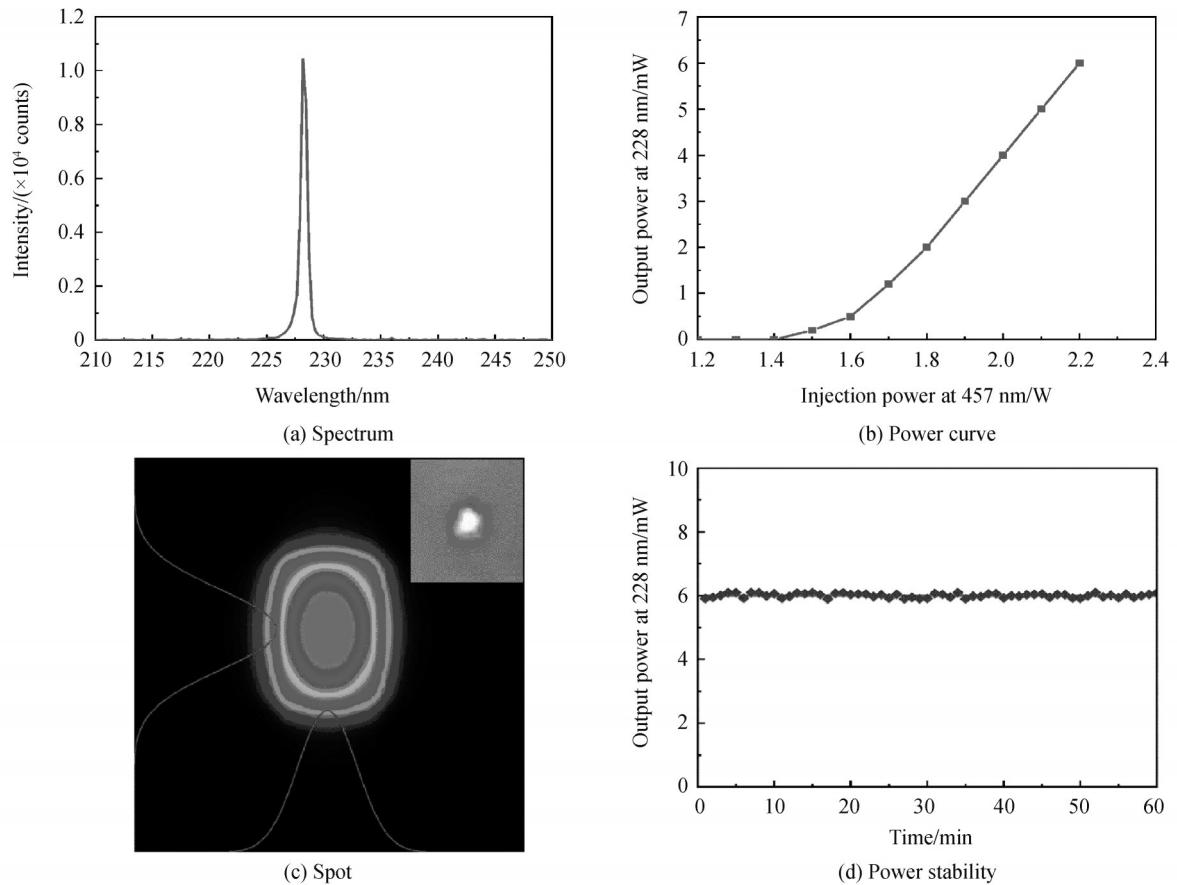 1.2
1.0
0.8
0.6
0.4
0.2
0
Intensity/(×10⁴ counts)
210 215 220 225 230 235 240 245 250
Wavelength/nm
(a) Spectrum
7
6
5
4
3
2
1
0
Output power at 228 nm/mW
1.2 1.4 1.6 1.8 2.0 2.2 2.4
Injection power at 457 nm/W
(b) Power curve
(c) Spot
10
8
6
4
2
0
Output power at 228 nm/mW
0 10 20 30 40 50 60
Time/min
(d) Power stability